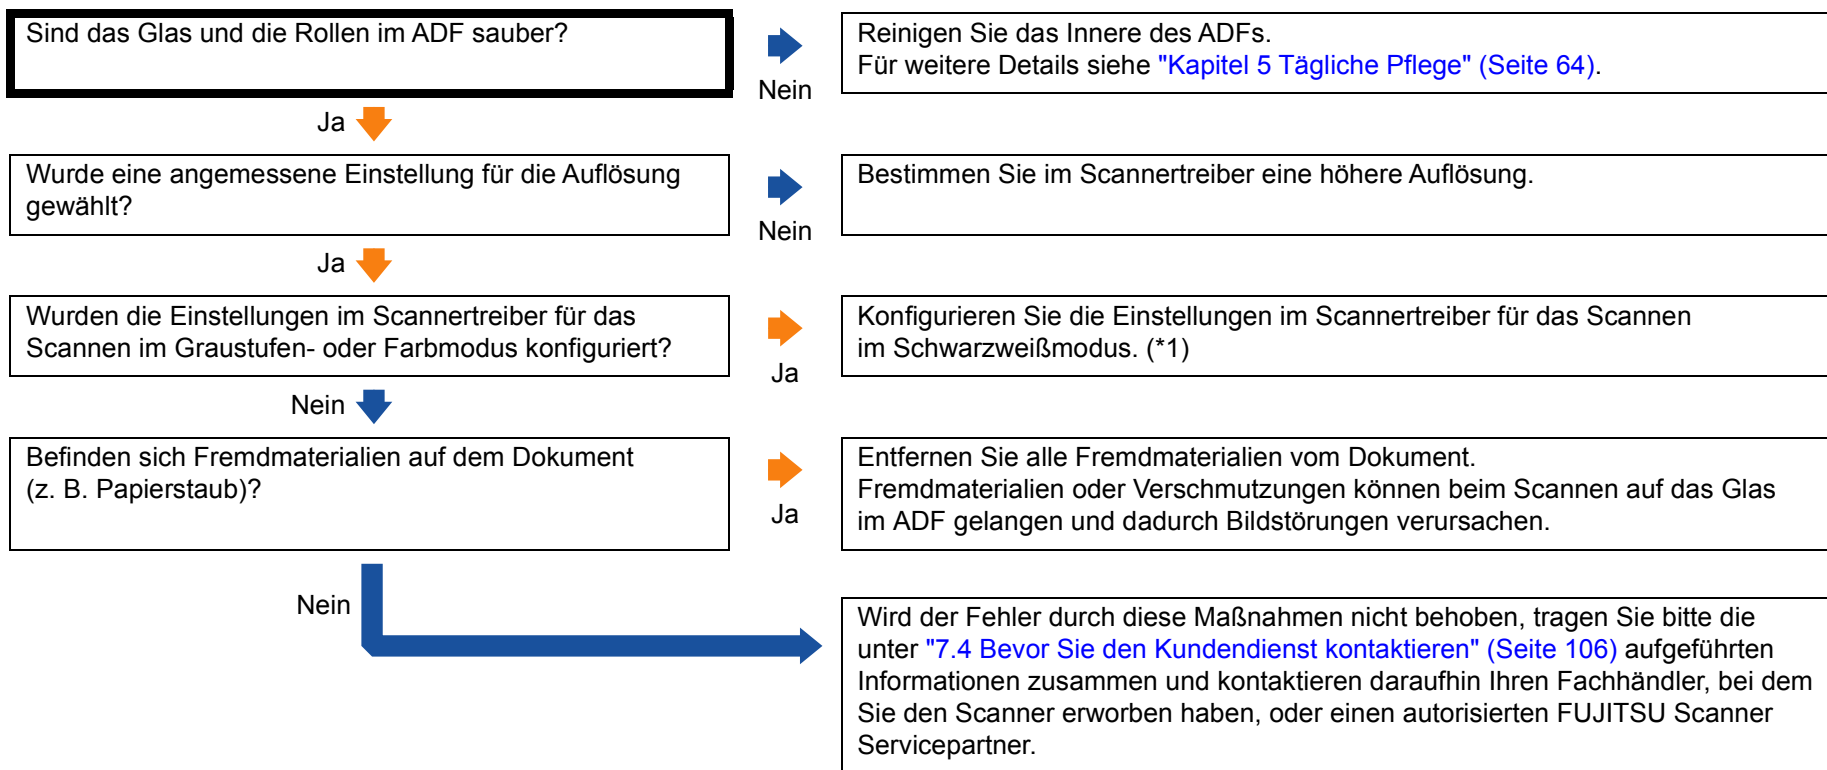 Sind das Glas und die Rollen im ADF sauber?
Nein
Reinigen Sie das Innere des ADFs.
Für weitere Details siehe "Kapitel 5 Tägliche Pflege" (Seite 64).
Ja
Wurde eine angemessene Einstellung für die Auflösung
gewählt?
Nein
Bestimmen Sie im Scannertreiber eine höhere Auflösung.
Ja
Wurden die Einstellungen im Scannertreiber für das
Scannen im Graustufen- oder Farbmodus konfiguriert?
Ja
Konfigurieren Sie die Einstellungen im Scannertreiber für das Scannen
im Schwarzweißmodus. (*1)
Nein
Befinden sich Fremdmaterialien auf dem Dokument
(z. B. Papierstaub)?
Ja
Entfernen Sie alle Fremdmaterialien vom Dokument.
Fremdmaterialien oder Verschmutzungen können beim Scannen auf das Glas
im ADF gelangen und dadurch Bildstörungen verursachen.
Nein
Wird der Fehler durch diese Maßnahmen nicht behoben, tragen Sie bitte die
unter "7.4 Bevor Sie den Kundendienst kontaktieren" (Seite 106) aufgeführten
Informationen zusammen und kontaktieren daraufhin Ihren Fachhändler, bei dem
Sie den Scanner erworben haben, oder einen autorisierten FUJITSU Scanner
Servicepartner.